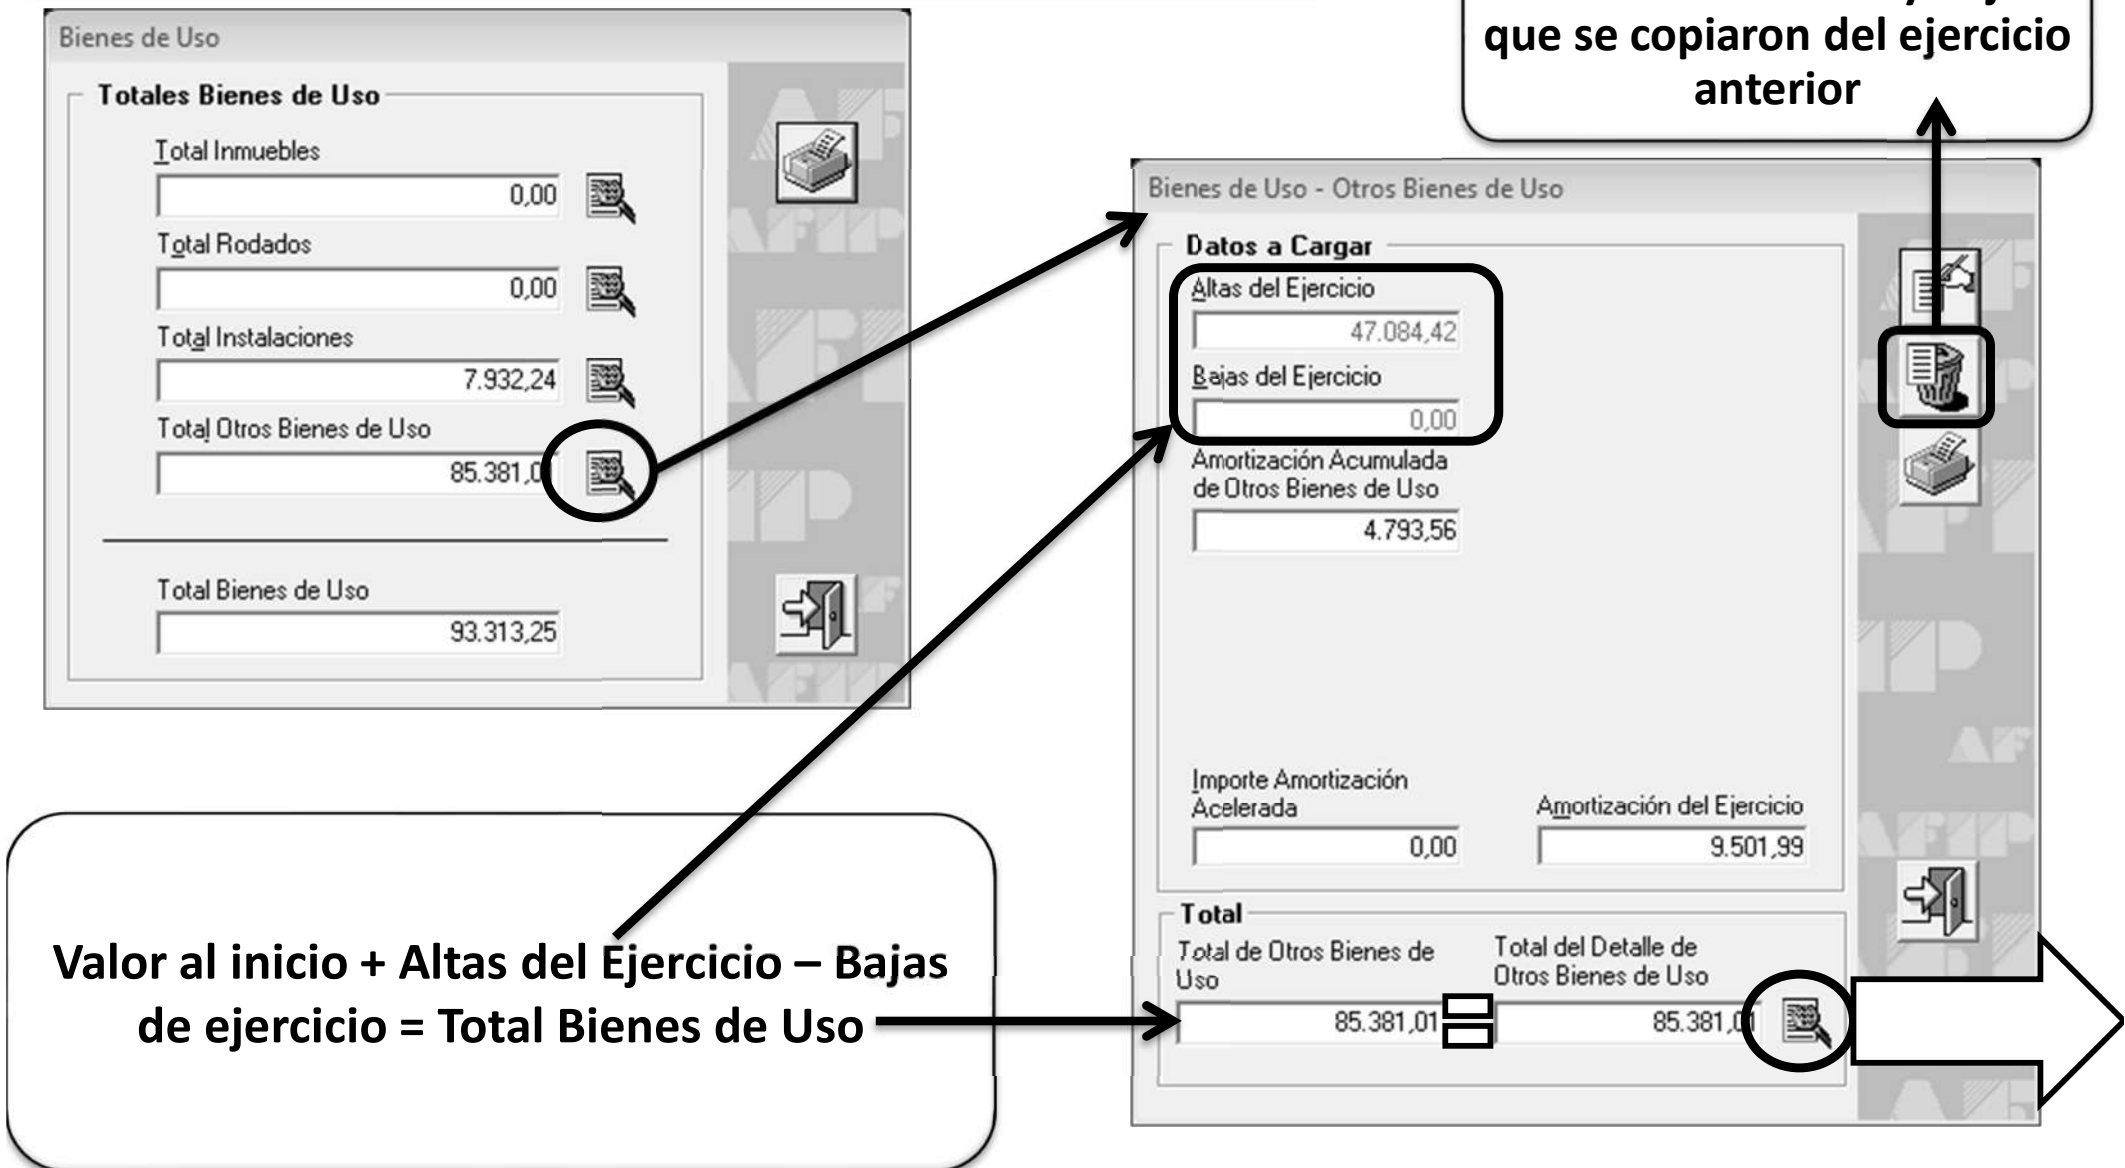 que se copiaron del ejercicio
anterior
Bienes de Uso
Totales Bienes de Uso
Total Inmuebles
0,00
Total Rodados
0,00
Total Instalaciones
7.932,24
Total Otros Bienes de Uso
85.381,01
Total Bienes de Uso
93.313,25
AFIP
Bienes de Uso - Otros Bienes de Uso
Datos a Cargar
Altas del Ejercicio
47.084,42
Bajas del Ejercicio
0,00
Amortización Acumulada
de Otros Bienes de Uso
4.793,56
Importe Amortización
Acelerada
0,00
Amortización del Ejercicio
9.501,99
Total
Total de Otros Bienes de
Uso
85.381,01
=
Total del Detalle de
Otros Bienes de Uso
85.381,01
AFIP
Valor al inicio + Altas del Ejercicio – Bajas
de ejercicio = Total Bienes de Uso